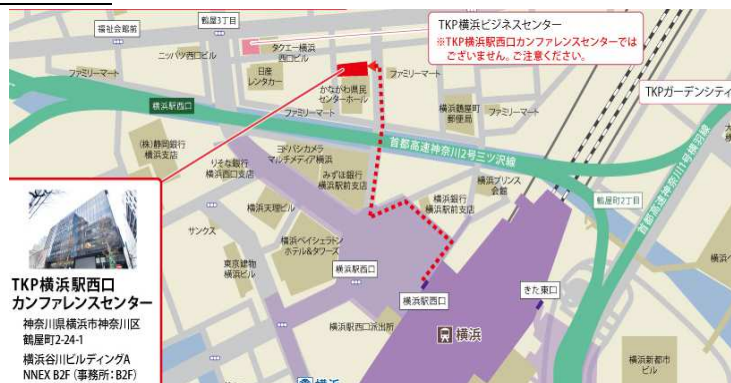 鶴屋3丁目
福祉会館前
TKP横浜ビジネスセンター
※TKP横浜駅西口カンファレンスセンターでは
ございません。ご注意ください。
ニッパツ西口ビル
タクエー横浜
西口ビル
ファミリーマート
日産
レンタカー
かながわ県民
センターホール
ファミリーマート
TKPガーデンシティ
横浜駅西口
ファミリーマート
横浜鶴屋町
郵便局
ファミリーマート
(株)静岡銀行
横浜支店
ヨドバシカメラ
マルチメディア横浜
首都高速神奈川2号三ツ沢線
首都高速神奈川1号横羽線
りそな銀行
横浜西口支店
みずほ銀行
横浜駅前支店
横浜プリンス
会館
横浜銀行
横浜駅前支店
鶴屋町2丁目
横浜天理ビル
サンクス
横浜ベイシェラトン
ホテル&タワーズ
東京建物
横浜ビル
横浜駅西口
横浜駅西口
きた東口
横浜駅西口派出所
横浜
横浜新都市
ビル
TKP横浜駅西口
カンファレンスセンター
神奈川県横浜市神奈川区
鶴屋町2-24-1
横浜谷川ビルディングA
NNEX B2F (事務所:B2F)